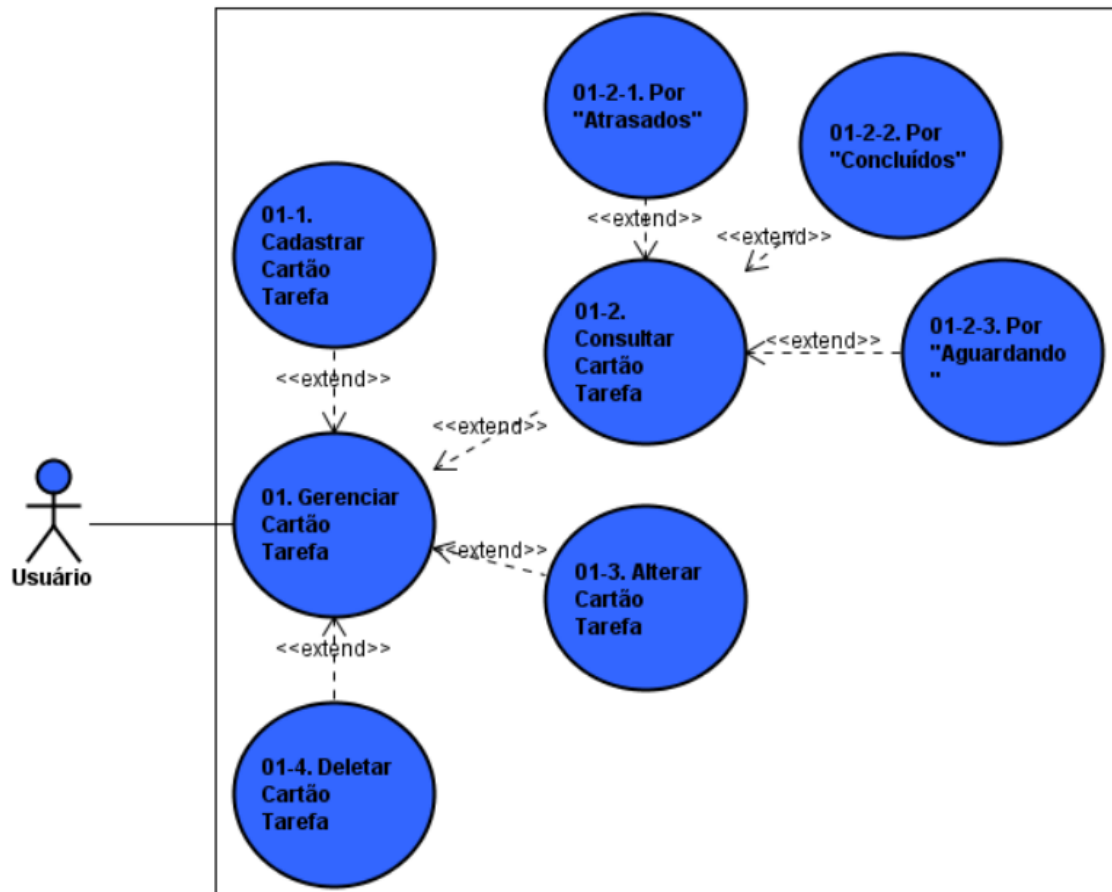 01-2-1. Por
"Atrasados"
01-2-2. Por
"Concluídos"
01-1.
Cadastrar
Cartão
Tarefa
<<extend>>
<<extend>>
01-2.
Consultar
Cartão
Tarefa
01-2-3. Por
"Aguardando
"
<<extend>>
<<extend>>
<<extend>>
01. Gerenciar
Cartão
Tarefa
<<extend>>
01-3. Alterar
Cartão
Tarefa
Usuário
<<extend>>
01-4. Deletar
Cartão
Tarefa